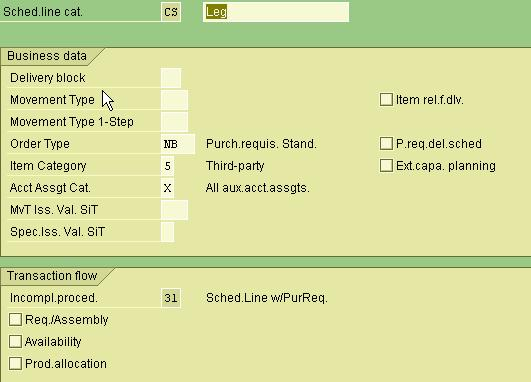 Sched.line cat. CS Leg
Business data
Delivery block
Movement Type Item rel.f.dlv.
Movement Type 1-Step
Order Type NB Purch.requis. Stand. P.req.del.sched
Item Category 5 Third-party Ext.capa. planning
Acct Assgt Cat. X All aux.acct.assgts.
MvT Iss. Val. SiT
Spec.Iss. Val. SiT
Transaction flow
Incompl.proced. 31 Sched.Line w/PurReq.
Req./Assembly
Availability
Prod.allocation